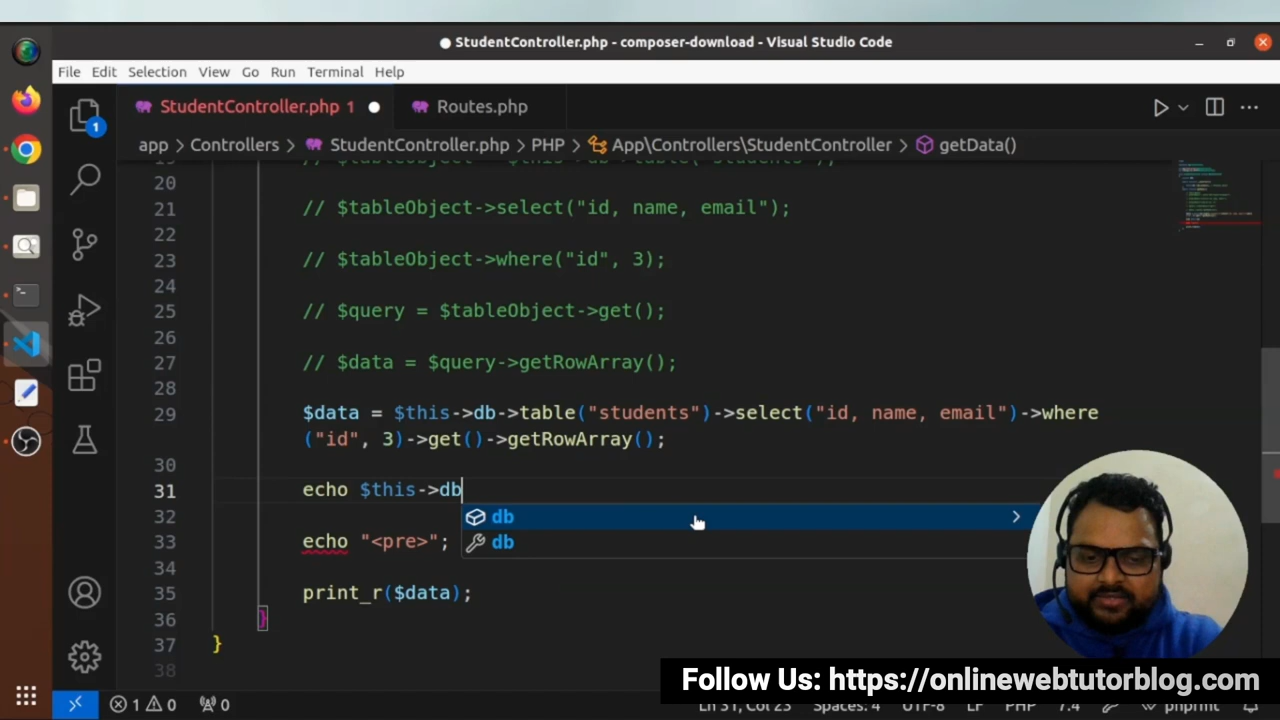 StudentController.php - composer-download - Visual Studio Code
File Edit Selection View Go Run Terminal Help
StudentController.php 1 Routes.php
app > Controllers > StudentController.php > PHP > App\Controllers\StudentController > getData()
20
21 // $tableObject->select("id, name, email");
22
23 // $tableObject->where("id", 3);
24
25 // $query = $tableObject->get();
26
27 // $data = $query->getRowArray();
28
29 $data = $this->db->table("students")->select("id, name, email")->where
("id", 3)->get()->getRowArray();
30
31 echo $this->db
32 db
33 echo "<pre>"; db
34
35 print_r($data);
36 }
37 }
38
1
Follow Us: https://onlinewebtutorblog.com
1 0 0